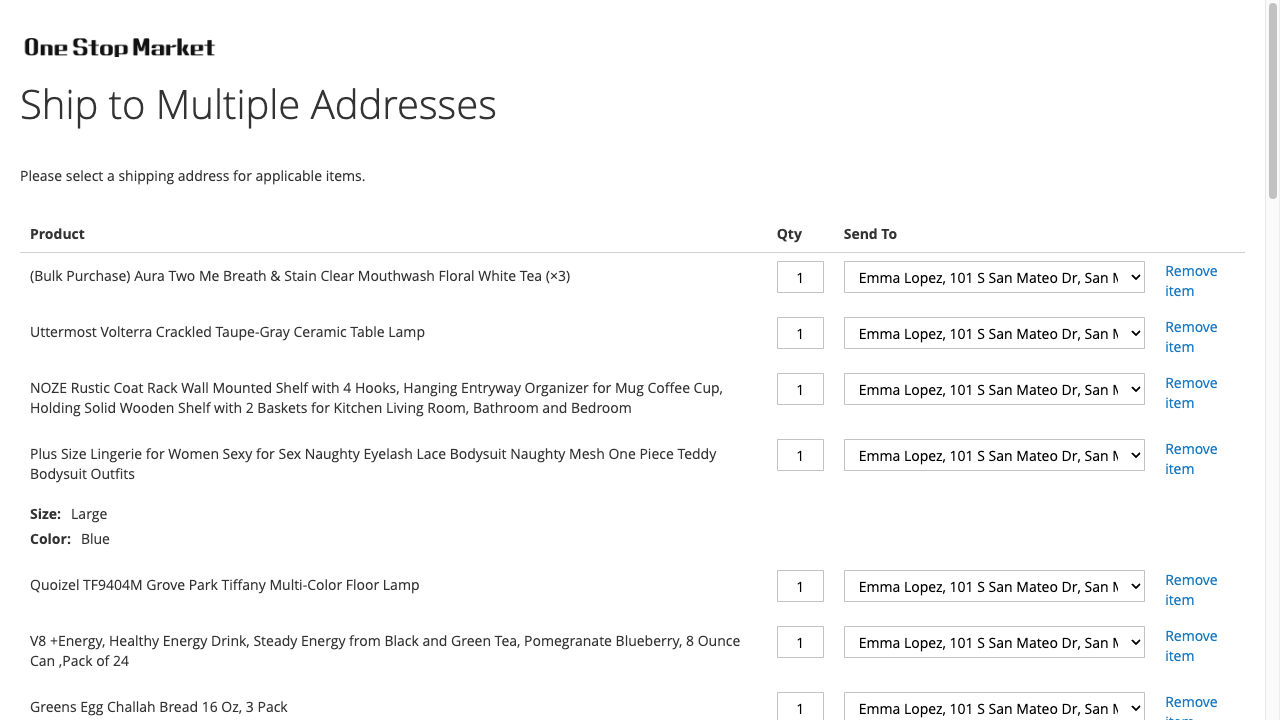 One Stop Market
Ship to Multiple Addresses
Please select a shipping address for applicable items.
Product Qty Send To
(Bulk Purchase) Aura Two Me Breath & Stain Clear Mouthwash Floral White Tea (×3) 1 Emma Lopez, 101 S San Mateo Dr, San Remove
item
Uttermost Volterra Crackled Taupe-Gray Ceramic Table Lamp 1 Emma Lopez, 101 S San Mateo Dr, San Remove
item
NOZE Rustic Coat Rack Wall Mounted Shelf with 4 Hooks, Hanging Entryway Organizer for Mug Coffee Cup, 1 Emma Lopez, 101 S San Mateo Dr, San Remove
Holding Solid Wooden Shelf with 2 Baskets for Kitchen Living Room, Bathroom and Bedroom item
Plus Size Lingerie for Women Sexy for Sex Naughty Eyelash Lace Bodysuit Naughty Mesh One Piece Teddy 1 Emma Lopez, 101 S San Mateo Dr, San Remove
Bodysuit Outfits item
Size: Large
Color: Blue
Quoizel TF9404M Grove Park Tiffany Multi-Color Floor Lamp 1 Emma Lopez, 101 S San Mateo Dr, San Remove
item
V8 +Energy, Healthy Energy Drink, Steady Energy from Black and Green Tea, Pomegranate Blueberry, 8 Ounce 1 Emma Lopez, 101 S San Mateo Dr, San Remove
Can ,Pack of 24 item
Greens Egg Challah Bread 16 Oz, 3 Pack 1 Emma Lopez, 101 S San Mateo Dr, San Remove